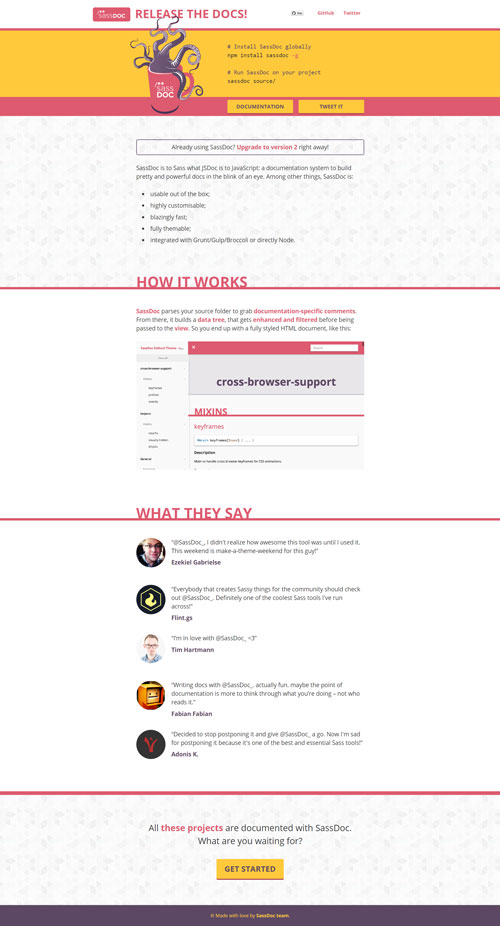 SassDOC
RELEASE THE DOCS!
GitHub
Twitter
# Install SassDoc globally
npm install sassdoc -g
# Run SassDoc on your project
sassdoc source/
sass
DOC
DOCUMENTATION
TWEET IT
Already using SassDoc? Upgrade to version 2 right away!
SassDoc is to Sass what JSDoc is to JavaScript: a documentation system to build
pretty and powerful docs in the blink of an eye. Among other things, SassDoc is:
usable out of the box;
highly customisable;
blazingly fast;
fully themable;
integrated with Grunt/Gulp/Broccoli or directly Node.
HOW IT WORKS
SassDoc parses your source folder to grab documentation-specific comments.
From there, it builds a data tree, that gets enhanced and filtered before being
passed to the view. So you end up with a fully styled HTML document, like this:
cross-browser-support
keyframes
General
cross-browser-support
MIXINS
keyframes
Description
WHAT THEY SAY
"@SassDoc_, I didn't realize how awesome this tool was until I used it.
This weekend is make-a-theme-weekend for this guy!"
Ezekiel Gabrielse
"Everybody that creates Sassy things for the community should check
out @SassDoc_. Definitely one of the coolest Sass tools I've run
across!"
Flint.gs
"I'm in love with @SassDoc_ <3"
Tim Hartmann
"Writing docs with @SassDoc_. actually fun. maybe the point of
documentation is more to think through what you're doing – not who
reads it."
Fabian Fabian
"Decided to stop postponing it and give @SassDoc_ a go. Now I'm sad
for postponing it because it's one of the best and essential Sass tools!"
Adonis K.
All these projects are documented with SassDoc.
What are you waiting for?
GET STARTED
© Made with love by SassDoc team.